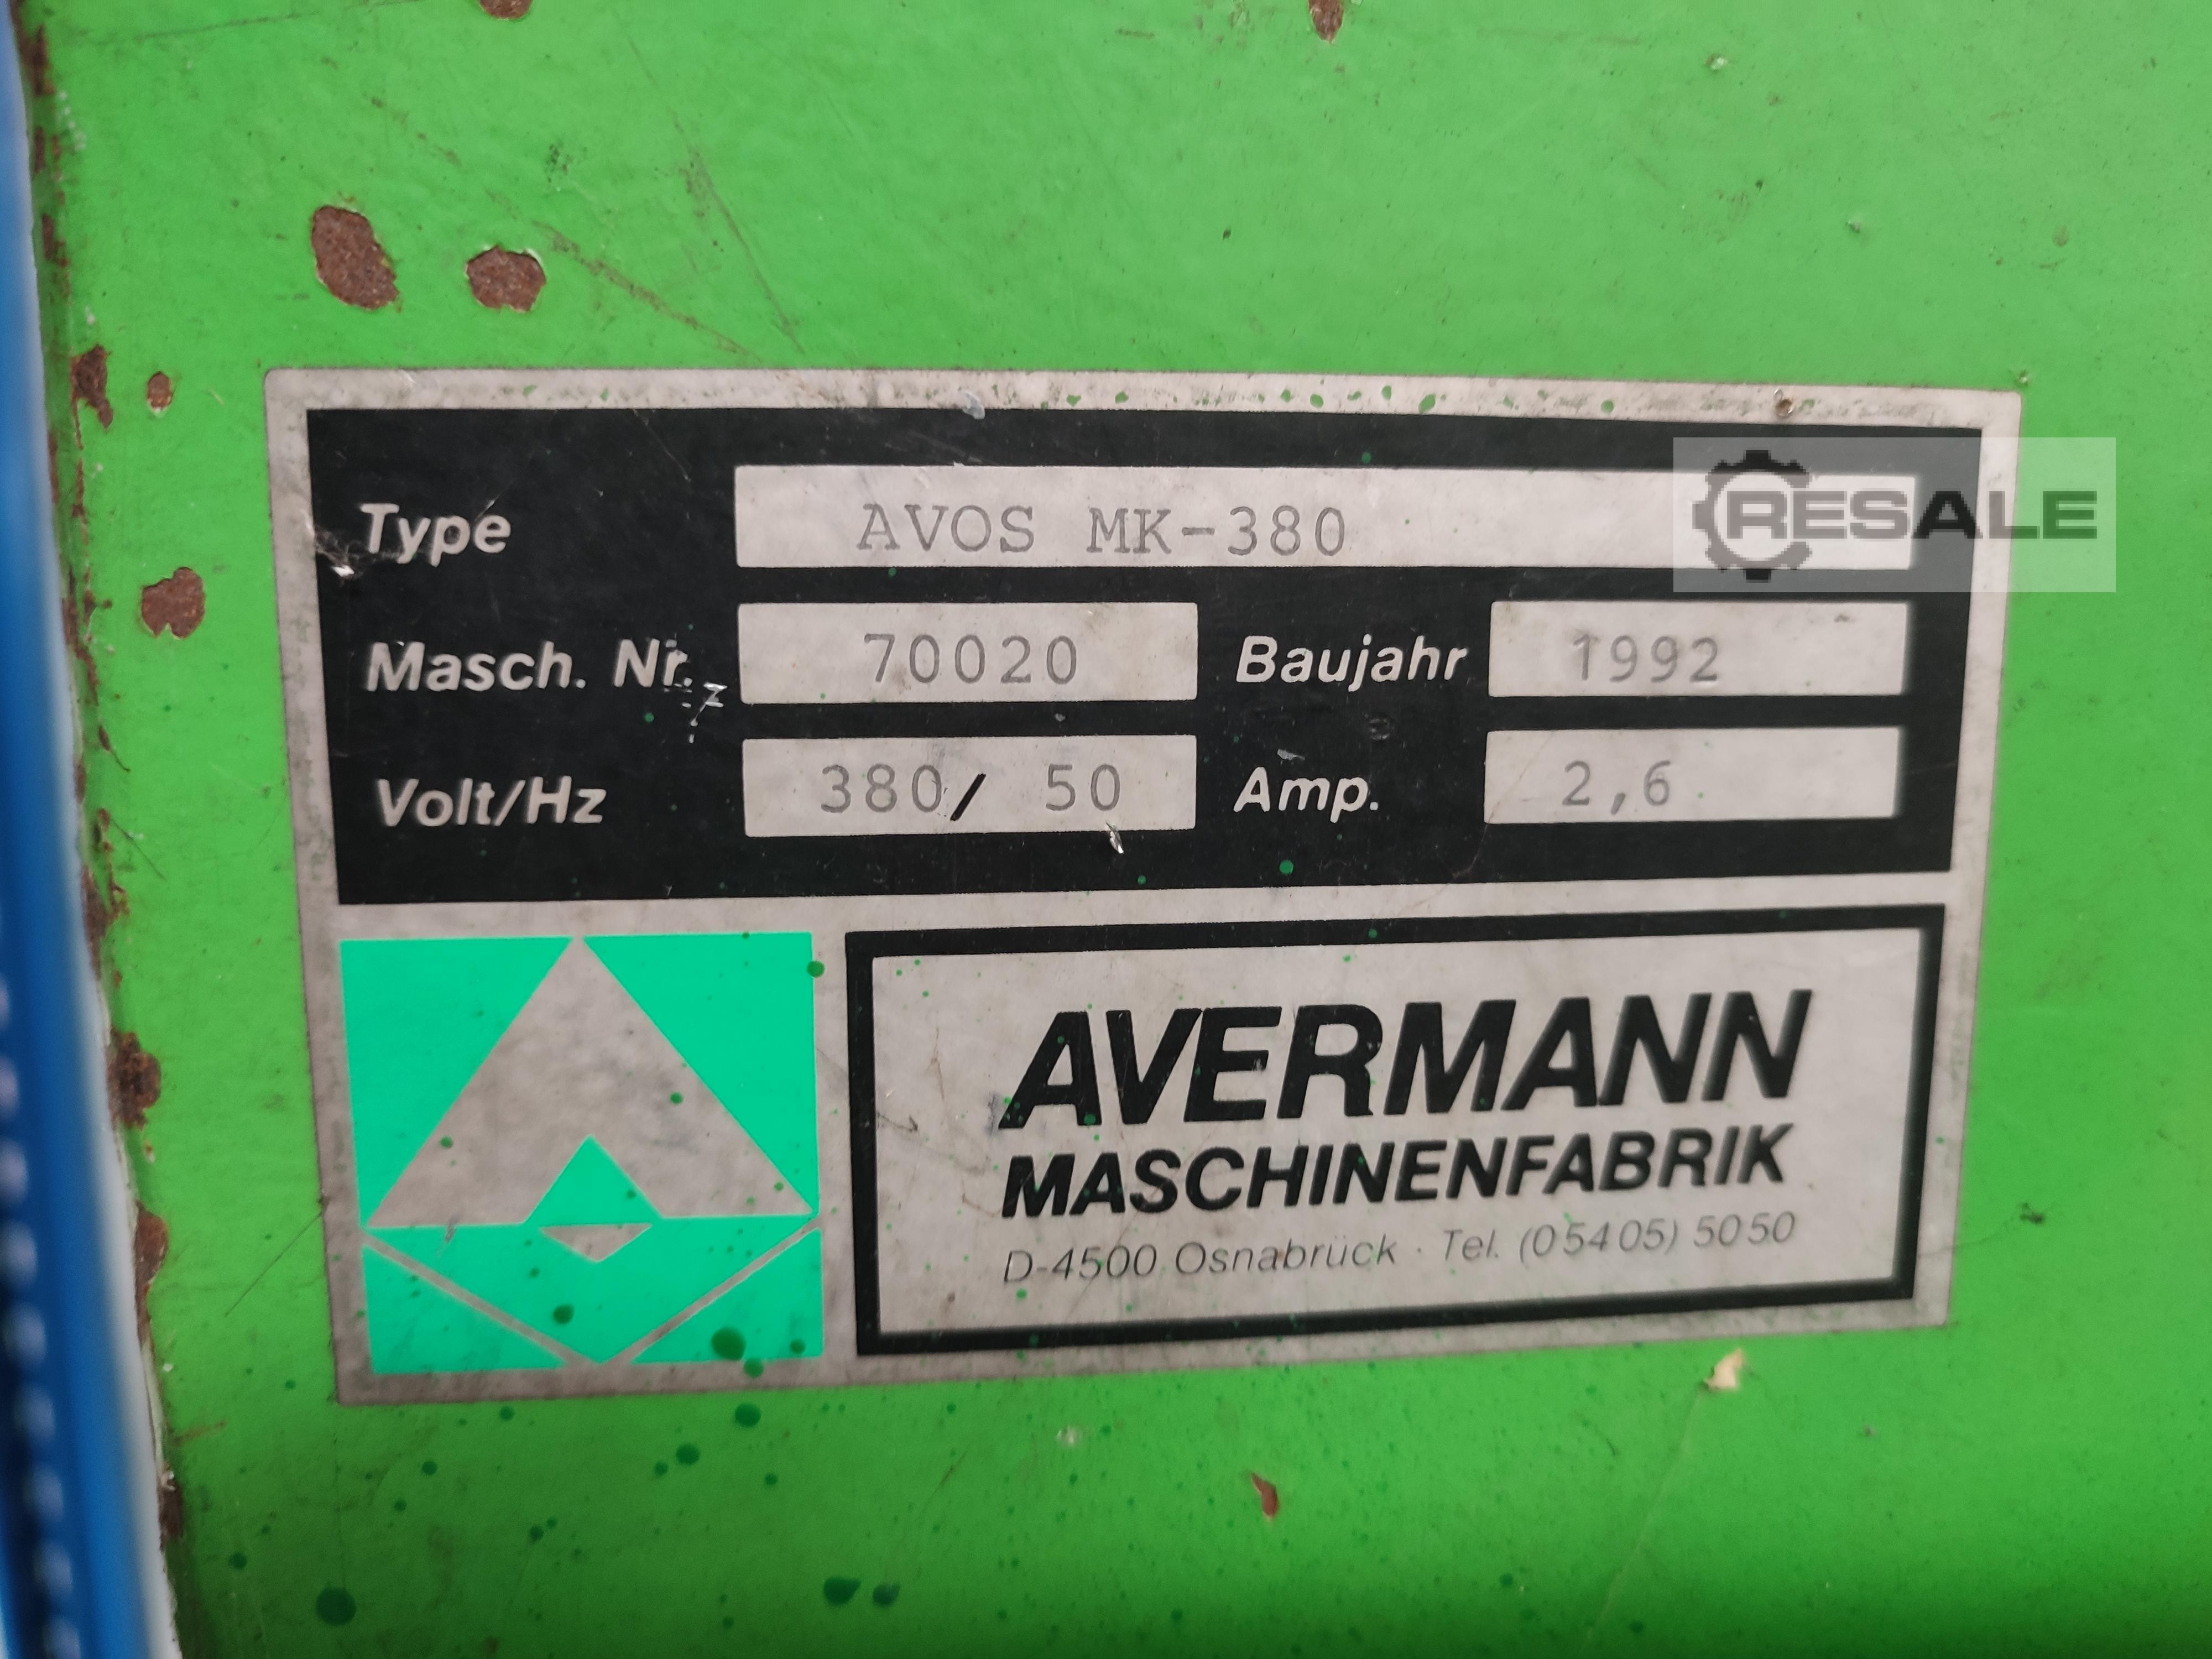 Type AVOS MK-380
RESALE
Masch. Nr. 70020 Baujahr 1992
Volt/Hz 380/ 50 Amp. 2,6
AVERMANN
MASCHINENFABRIK
D-4500 Osnabrück · Tel. (05405) 5050